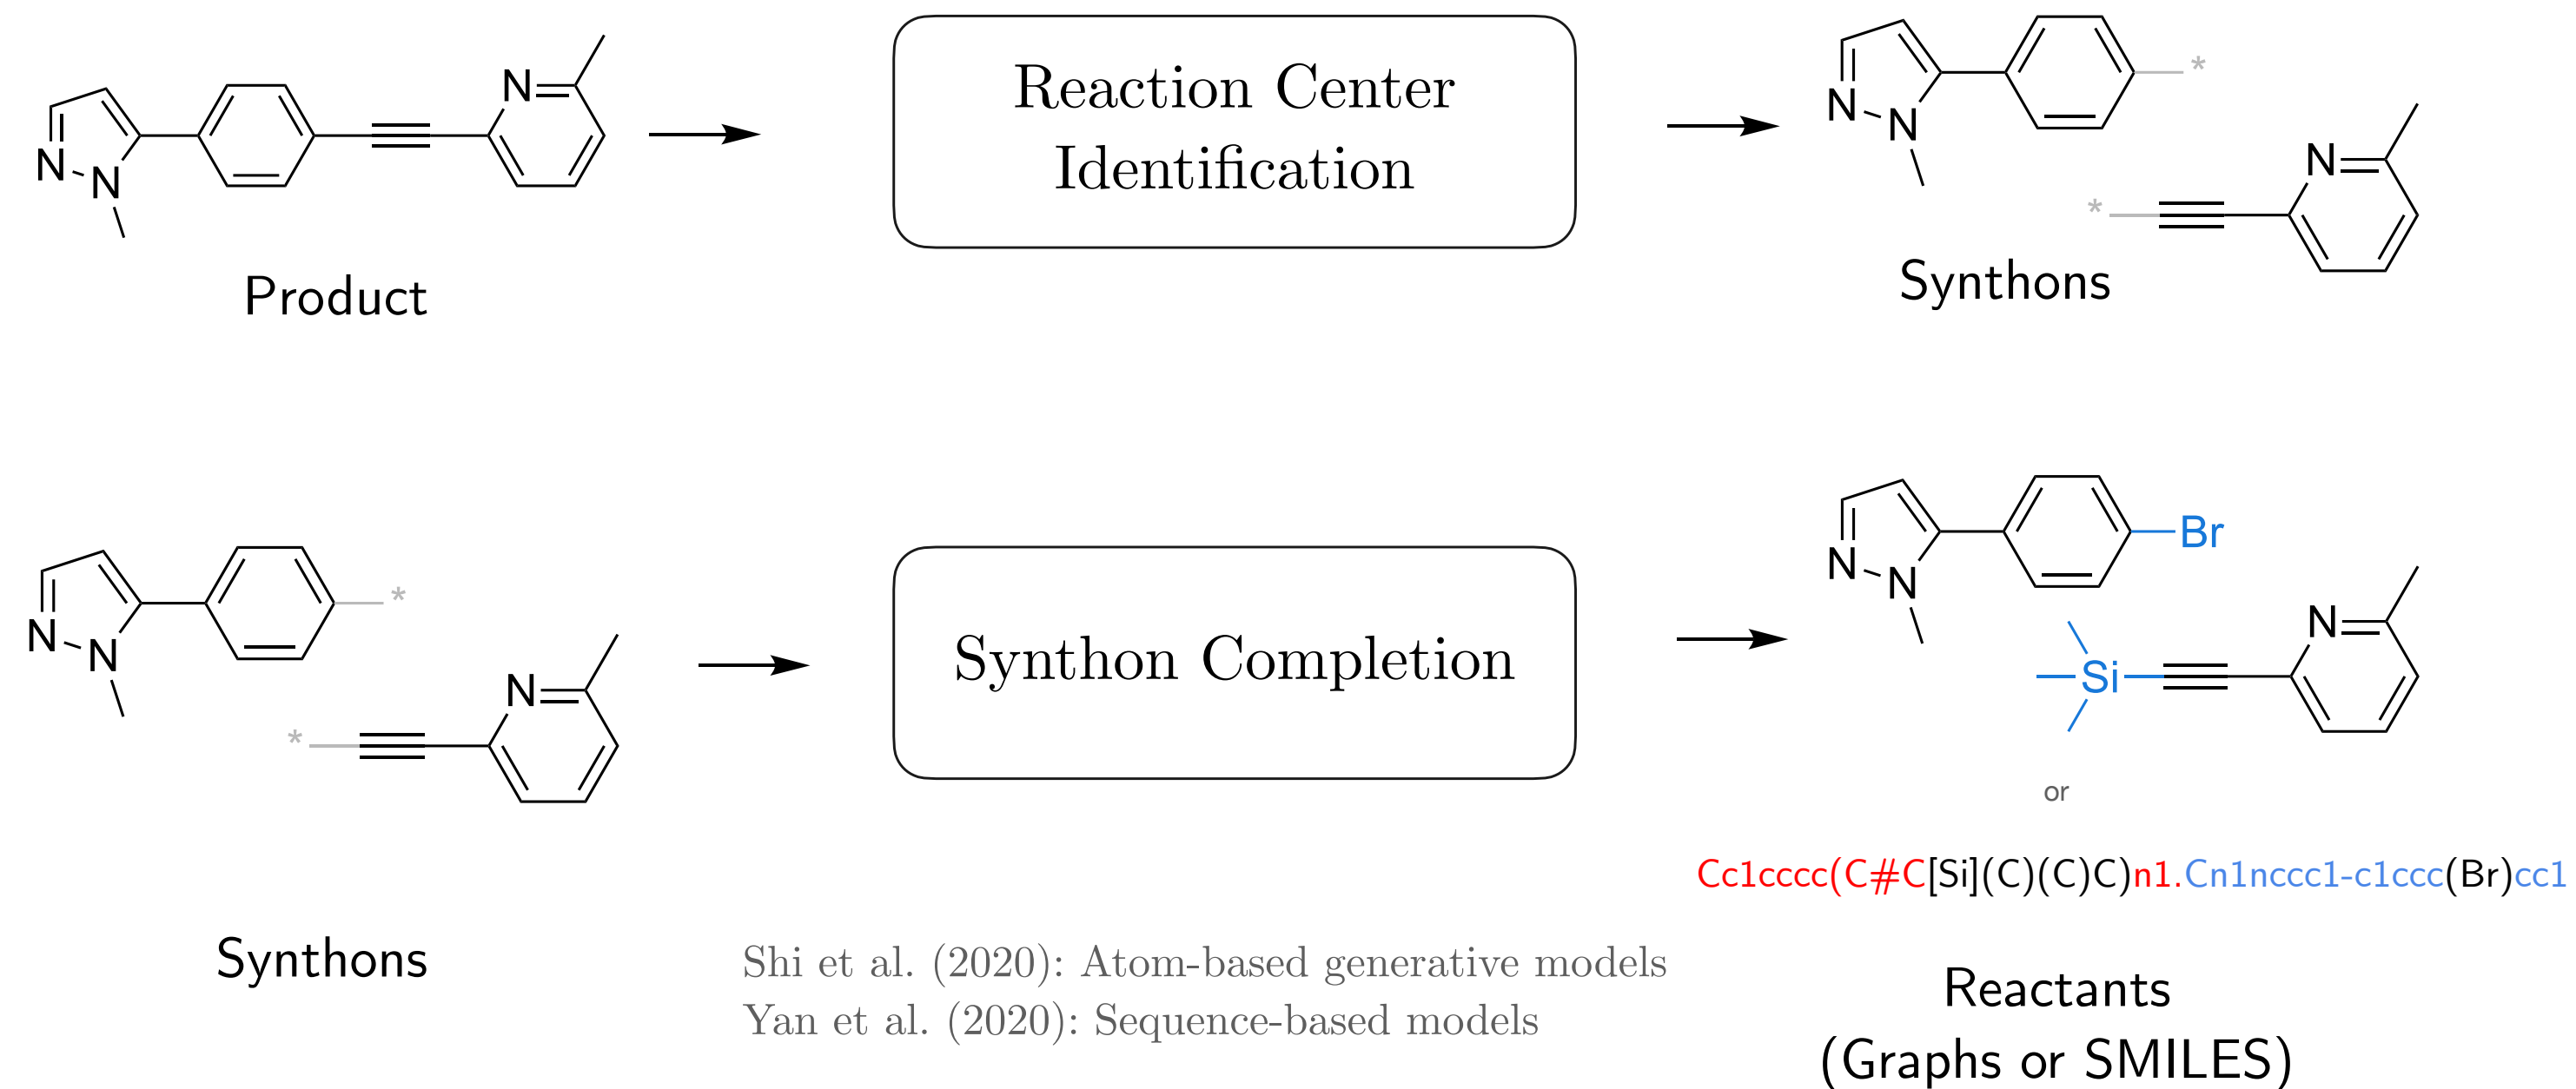 N
N
N
Product
Reaction Center
Identification
N
N
*
*
N
Synthons
N
N
*
*
N
Synthons
Synthon Completion
Shi et al. (2020): Atom-based generative models
Yan et al. (2020): Sequence-based models
N
N
Br
Si
N
or
Cc1cccc(C#C[Si](C)(C)C)n1.Cn1nccc1-c1ccc(Br)cc1
Reactants
(Graphs or SMILES)